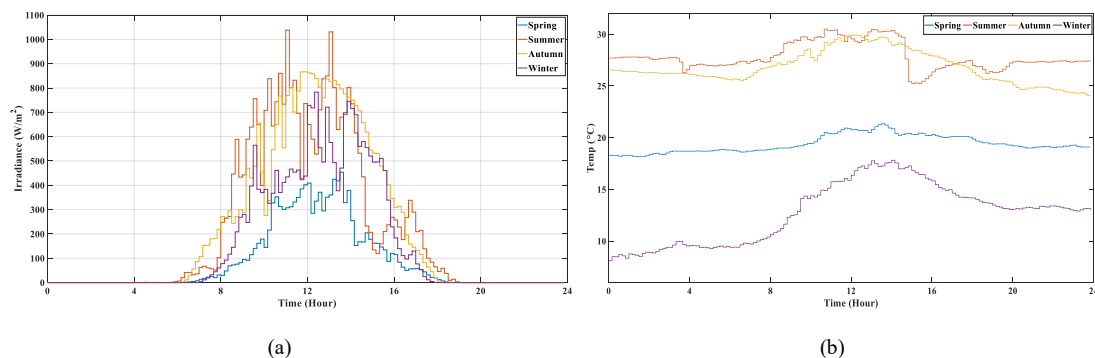 1100
1000
900
800
700
600
500
400
300
200
100
0
Irradiance (W/m²)
0 4 8 12 16 20 24
Time (Hour)
Spring
Summer
Autumn
Winter
(a)
30
25
20
15
10
Temp (°C)
0 4 8 12 16 20 24
Time (Hour)
Spring Summer Autumn Winter
(b)